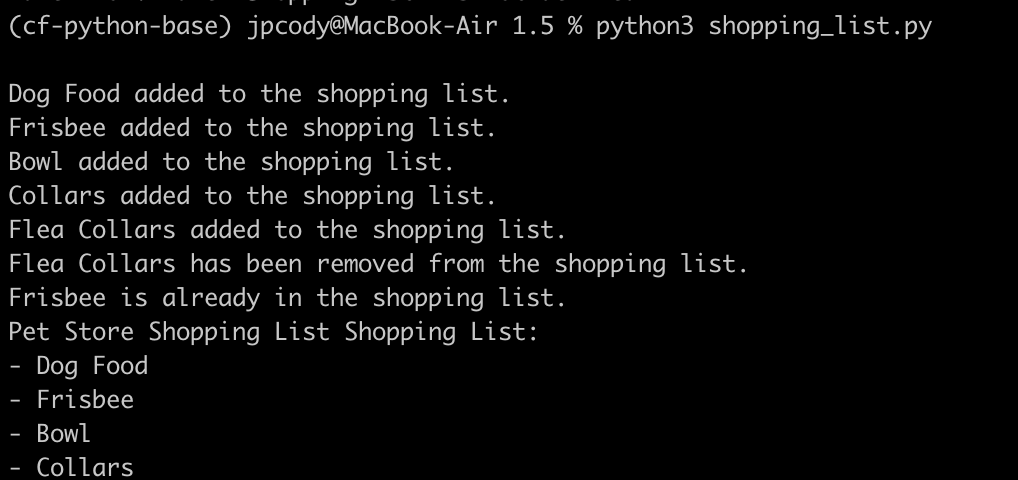 (cf-python-base) jpcody@MacBook-Air 1.5 % python3 shopping_list.py
Dog Food added to the shopping list.
Frisbee added to the shopping list.
Bowl added to the shopping list.
Collars added to the shopping list.
Flea Collars added to the shopping list.
Flea Collars has been removed from the shopping list.
Frisbee is already in the shopping list.
Pet Store Shopping List Shopping List:
- Dog Food
- Frisbee
- Bowl
- Collars